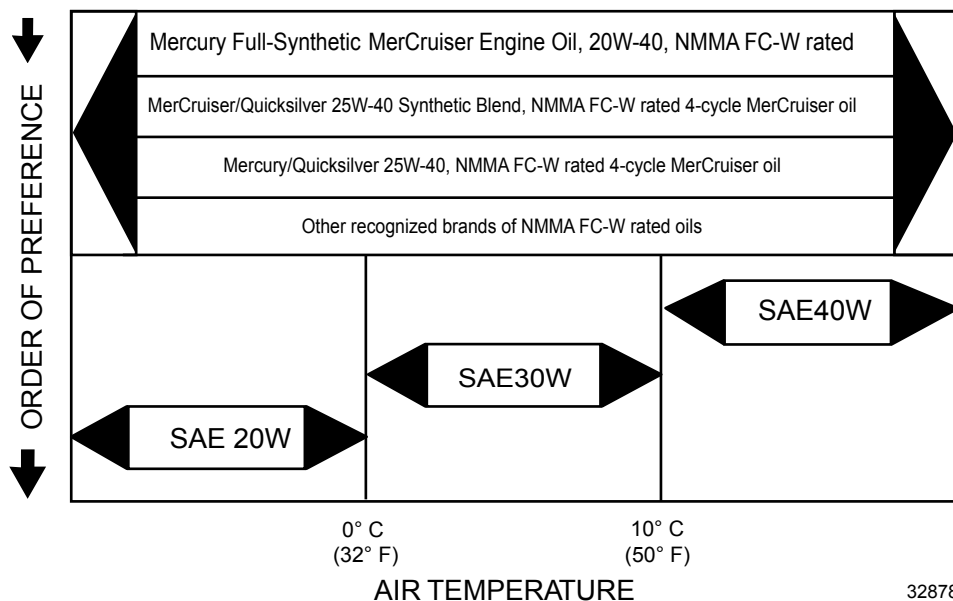 ORDER OF PREFERENCE
Mercury Full-Synthetic MerCruiser Engine Oil, 20W-40, NMMA FC-W rated
MerCruiser/Quicksilver 25W-40 Synthetic Blend, NMMA FC-W rated 4-cycle MerCruiser oil
Mercury/Quicksilver 25W-40, NMMA FC-W rated 4-cycle MerCruiser oil
Other recognized brands of NMMA FC-W rated oils
SAE40W
SAE30W
SAE 20W
0° C
(32° F)
10° C
(50° F)
AIR TEMPERATURE
32878